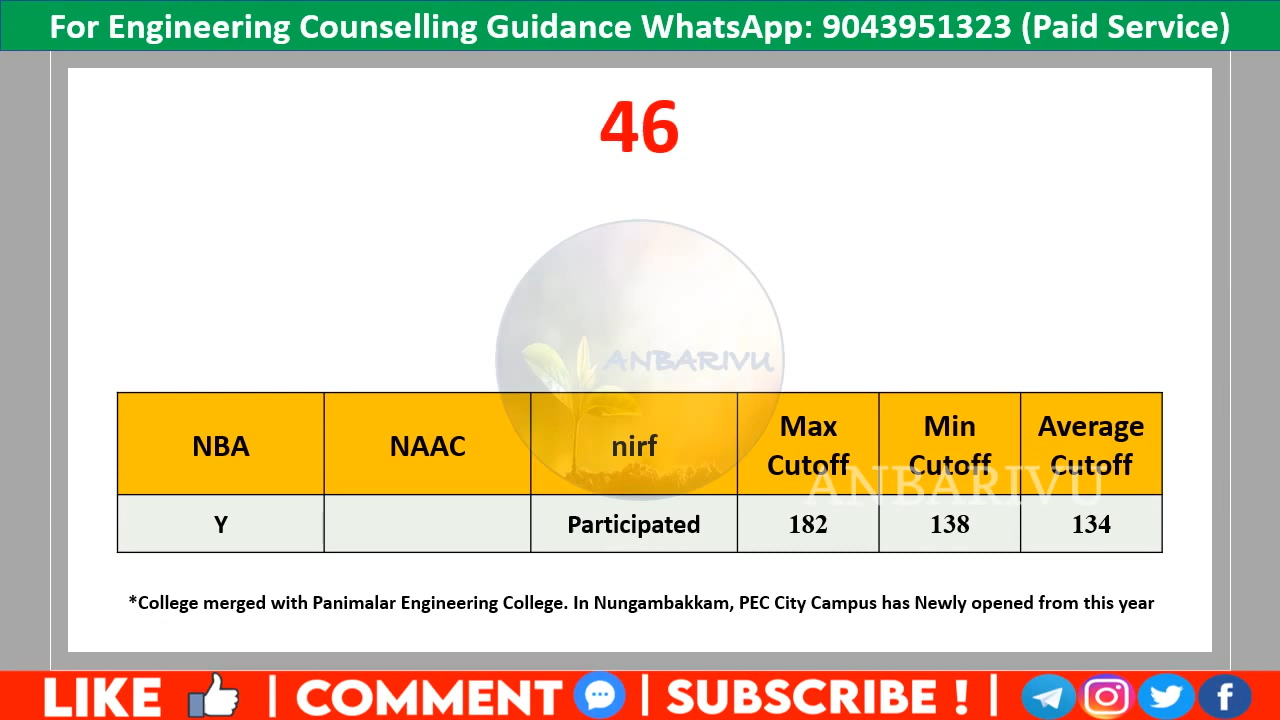 For Engineering Counselling Guidance WhatsApp: 9043951323 (Paid Service)
46
ANBARIVU
NBA
NAAC
nirf
Max Cutoff
Min Cutoff
Average Cutoff
ANBARIVU
Y
Participated
182
138
134
*College merged with Panimalar Engineering College. In Nungambakkam, PEC City Campus has Newly opened from this year
LIKE | COMMENT | SUBSCRIBE ! |